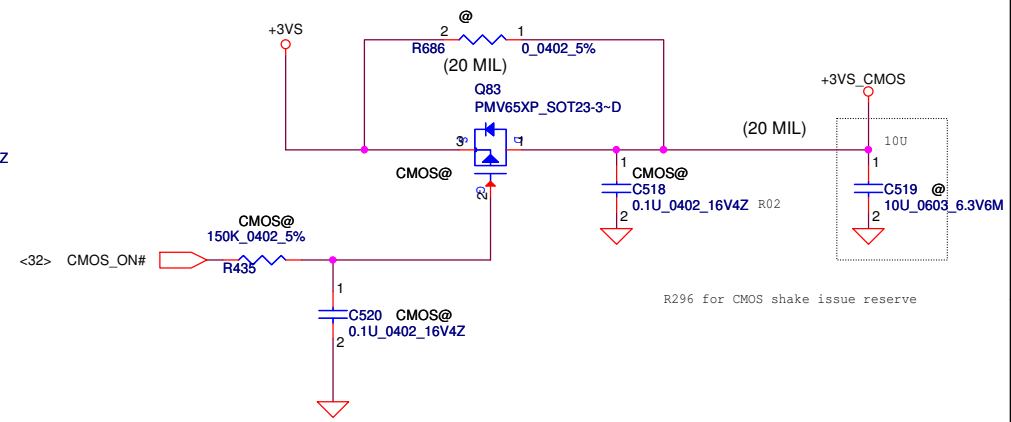 @
+3VS
2
1
R686
0_0402_5%
(20 MIL)
Q83
PMV65XP_SOT23-3~D
+3VS_CMOS
(20 MIL)
10U
3
S
D
1
CMOS@
G
2
1
CMOS@
C518
0.1U_0402_16V4Z
R02
2
1
C519
@
10U_0603_6.3V6M
2
Z
CMOS@
150K_0402_5%
<32>
CMOS_ON#
R435
R296 for CMOS shake issue reserve
1
C520
CMOS@
0.1U_0402_16V4Z
2